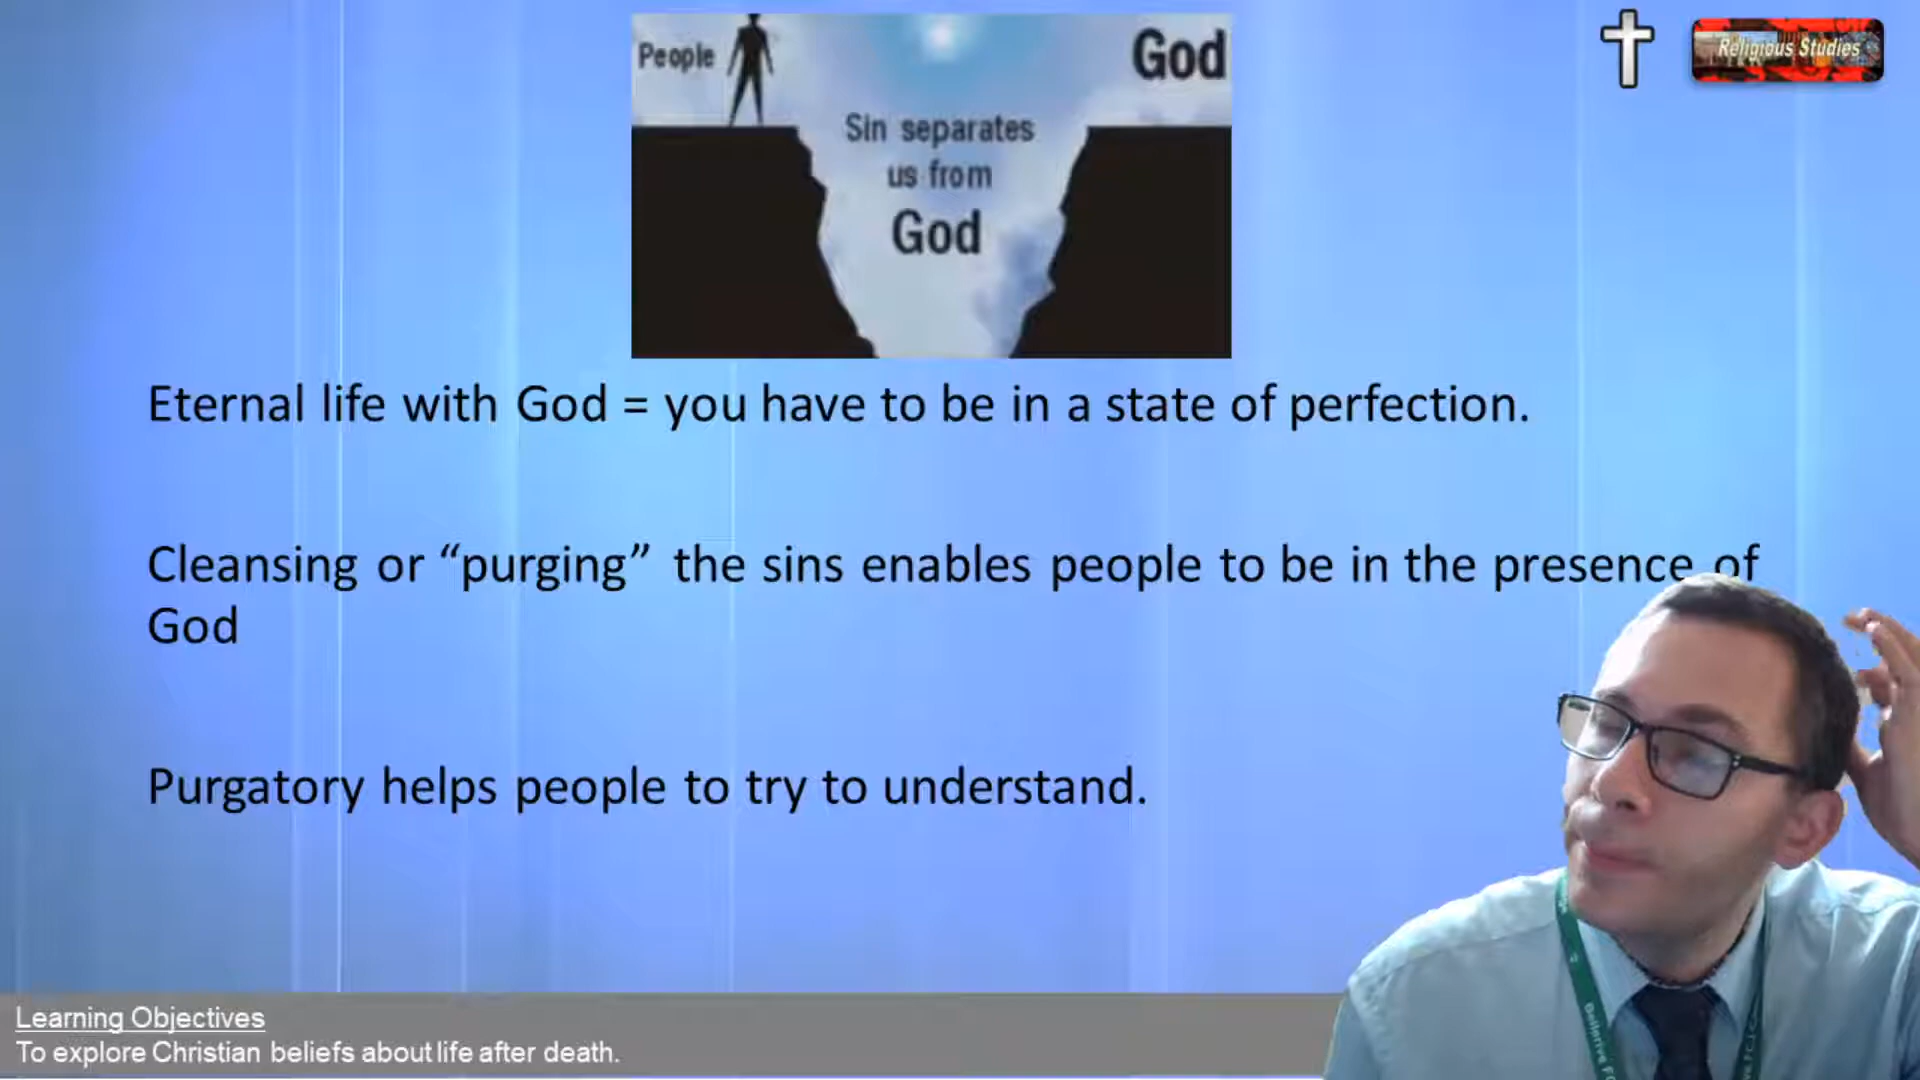 People
God
Sin separates
us from
God
Religious Studies
Eternal life with God = you have to be in a state of perfection.
Cleansing or “purging” the sins enables people to be in the presence of
God
Purgatory helps people to try to understand.
Learning Objectives
To explore Christian beliefs about life after death.
Bellerive FCJ